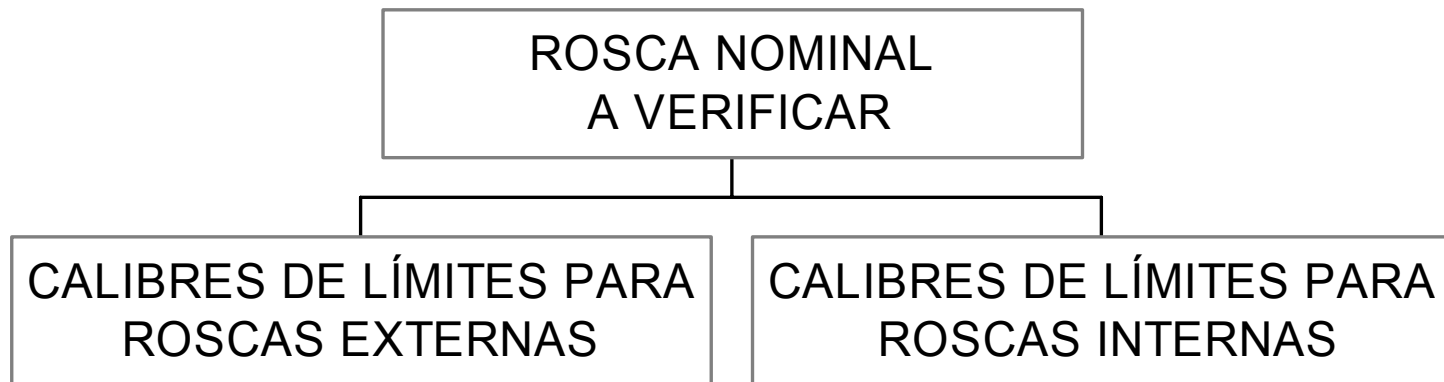 ROSCA NOMINAL
A VERIFICAR
CALIBRES DE LÍMITES PARA
ROSCAS EXTERNAS
CALIBRES DE LÍMITES PARA
ROSCAS INTERNAS